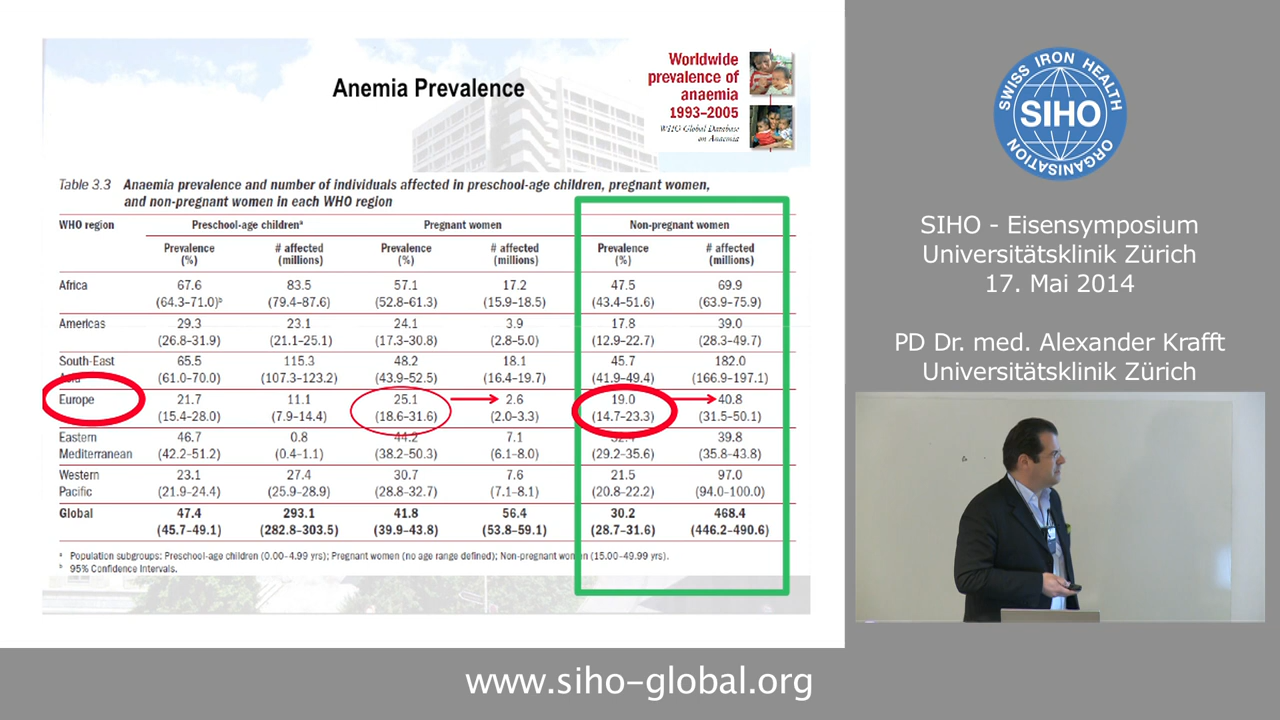 Anemia Prevalence
Worldwide
prevalence of
anaemia
1993–2005
WHO Global Database
on Anaemia
Table 3.3 Anaemia prevalence and number of individuals affected in preschool-age children, pregnant women,
and non-pregnant women in each WHO region
WHO region Preschool-age childrenᵃ Pregnant women Non-pregnant women
Prevalence # affected Prevalence # affected Prevalence # affected
(%) (millions) (%) (millions) (%) (millions)
Africa 67.6 83.5 57.1 17.2 47.5 69.9
(64.3–71.0)ᵇ (79.4–87.6) (52.8–61.3) (15.9–18.5) (43.4–51.6) (63.9–75.9)
Americas 29.3 23.1 24.1 3.9 17.8 39.0
(26.8–31.9) (21.1–25.1) (17.3–30.8) (2.8–5.0) (12.9–22.7) (28.3–49.7)
South-East 65.5 115.3 48.2 18.1 45.7 182.0
Asia (61.0–70.0) (107.3–123.2) (43.9–52.5) (16.4–19.7) (41.9–49.4) (166.9–197.1)
Europe 21.7 11.1 25.1 2.6 19.0 40.8
(15.4–28.0) (7.9–14.4) (18.6–31.6) (2.0–3.3) (14.7–23.3) (31.5–50.1)
Eastern 46.7 0.8 44.2 7.1 32.4 39.8
Mediterranean (42.2–51.2) (0.4–1.1) (38.2–50.3) (6.1–8.0) (29.2–35.6) (35.8–43.8)
Western 23.1 27.4 30.7 7.6 21.5 97.0
Pacific (21.9–24.4) (25.9–28.9) (28.8–32.7) (7.1–8.1) (20.8–22.2) (94.0–100.0)
Global 47.4 293.1 41.8 56.4 30.2 468.4
(45.7–49.1) (282.8–303.5) (39.9–43.8) (53.8–59.1) (28.7–31.6) (446.2–490.6)
ᵃ Population subgroups: Preschool-age children (0.00–4.99 yrs); Pregnant women (no age range defined); Non-pregnant women (15.00–49.99 yrs).
ᵇ 95% Confidence Intervals.
SWISS IRON HEALTH
SIHO
ORGANISATION
SIHO - Eisensymposium
Universitätsklinik Zürich
17. Mai 2014
PD Dr. med. Alexander Krafft
Universitätsklinik Zürich
www.siho-global.org